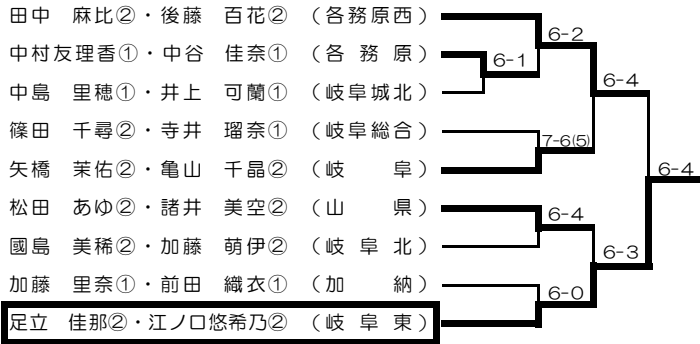 田中 麻比②・後藤 百花② (各務原西)
6-2
中村友理香①・中谷 佳奈① (各務原)
6-1
6-4
中島 里穂①・井上 可蘭① (岐阜城北)
篠田 千尋②・寺井 瑠奈① (岐阜総合)
7-6(5)
矢橋 茉佑②・亀山 千晶② (岐阜)
6-4
松田 あゆ②・諸井 美空② (山県)
6-4
國島 美稀②・加藤 萌伊② (岐阜北)
6-3
加藤 里奈①・前田 織衣① (加納)
6-0
足立 佳那②・江ノ口悠希乃② (岐阜東)